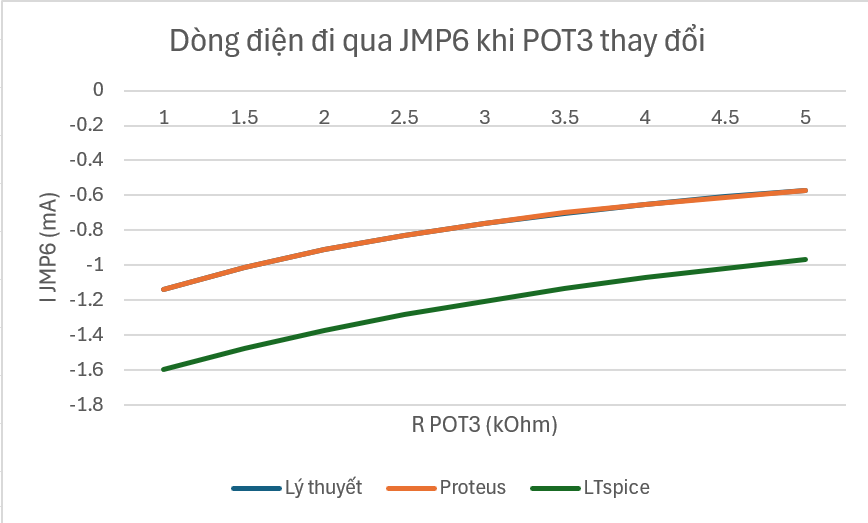 Dòng điện đi qua JMP6 khi POT3 thay đổi
0
1 1.5 2 2.5 3 3.5 4 4.5 5
-0.2
-0.4
-0.6
-0.8
-1
-1.2
-1.4
-1.6
-1.8
I JMP6 (mA)
R POT3 (kOhm)
Lý thuyết Proteus LTspice